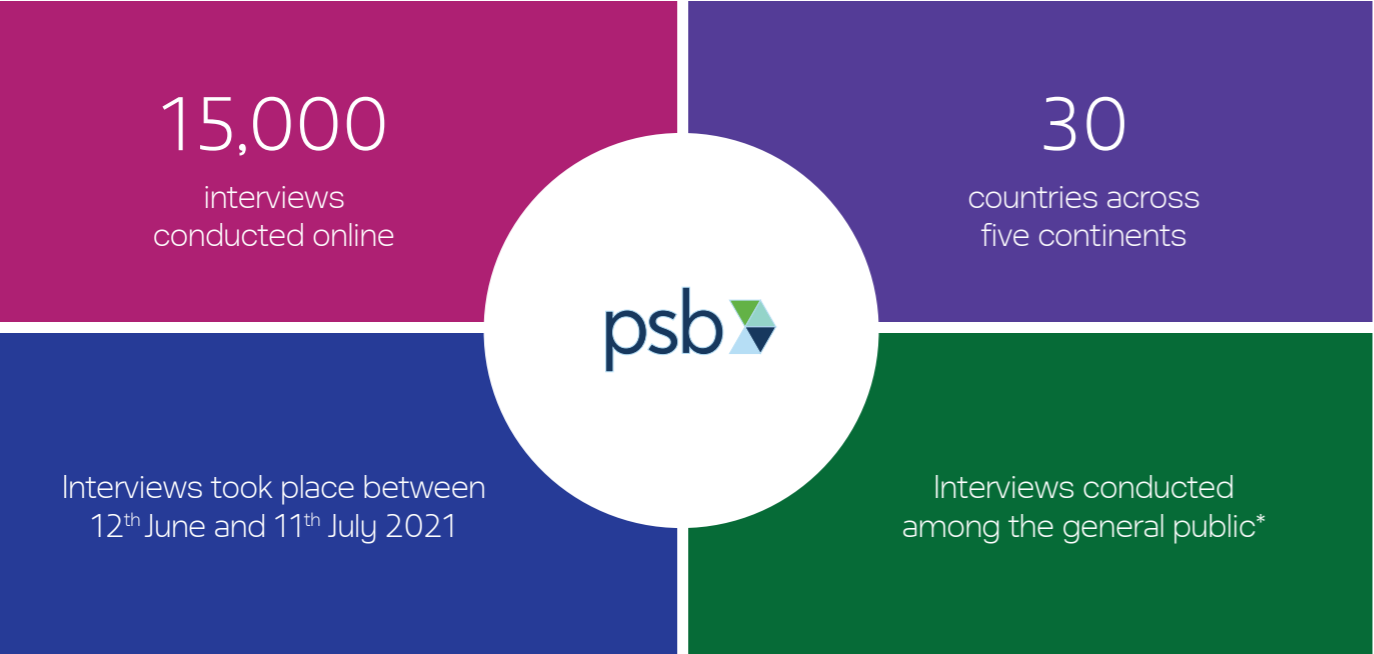 15,000
interviews
conducted online
30
countries across
five continents
psb
Interviews took place between
12th June and 11th July 2021
Interviews conducted
among the general public*